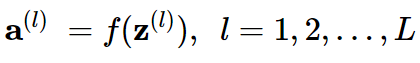 a^{(l)} = f(z^{(l)}), l = 1, 2, …, L